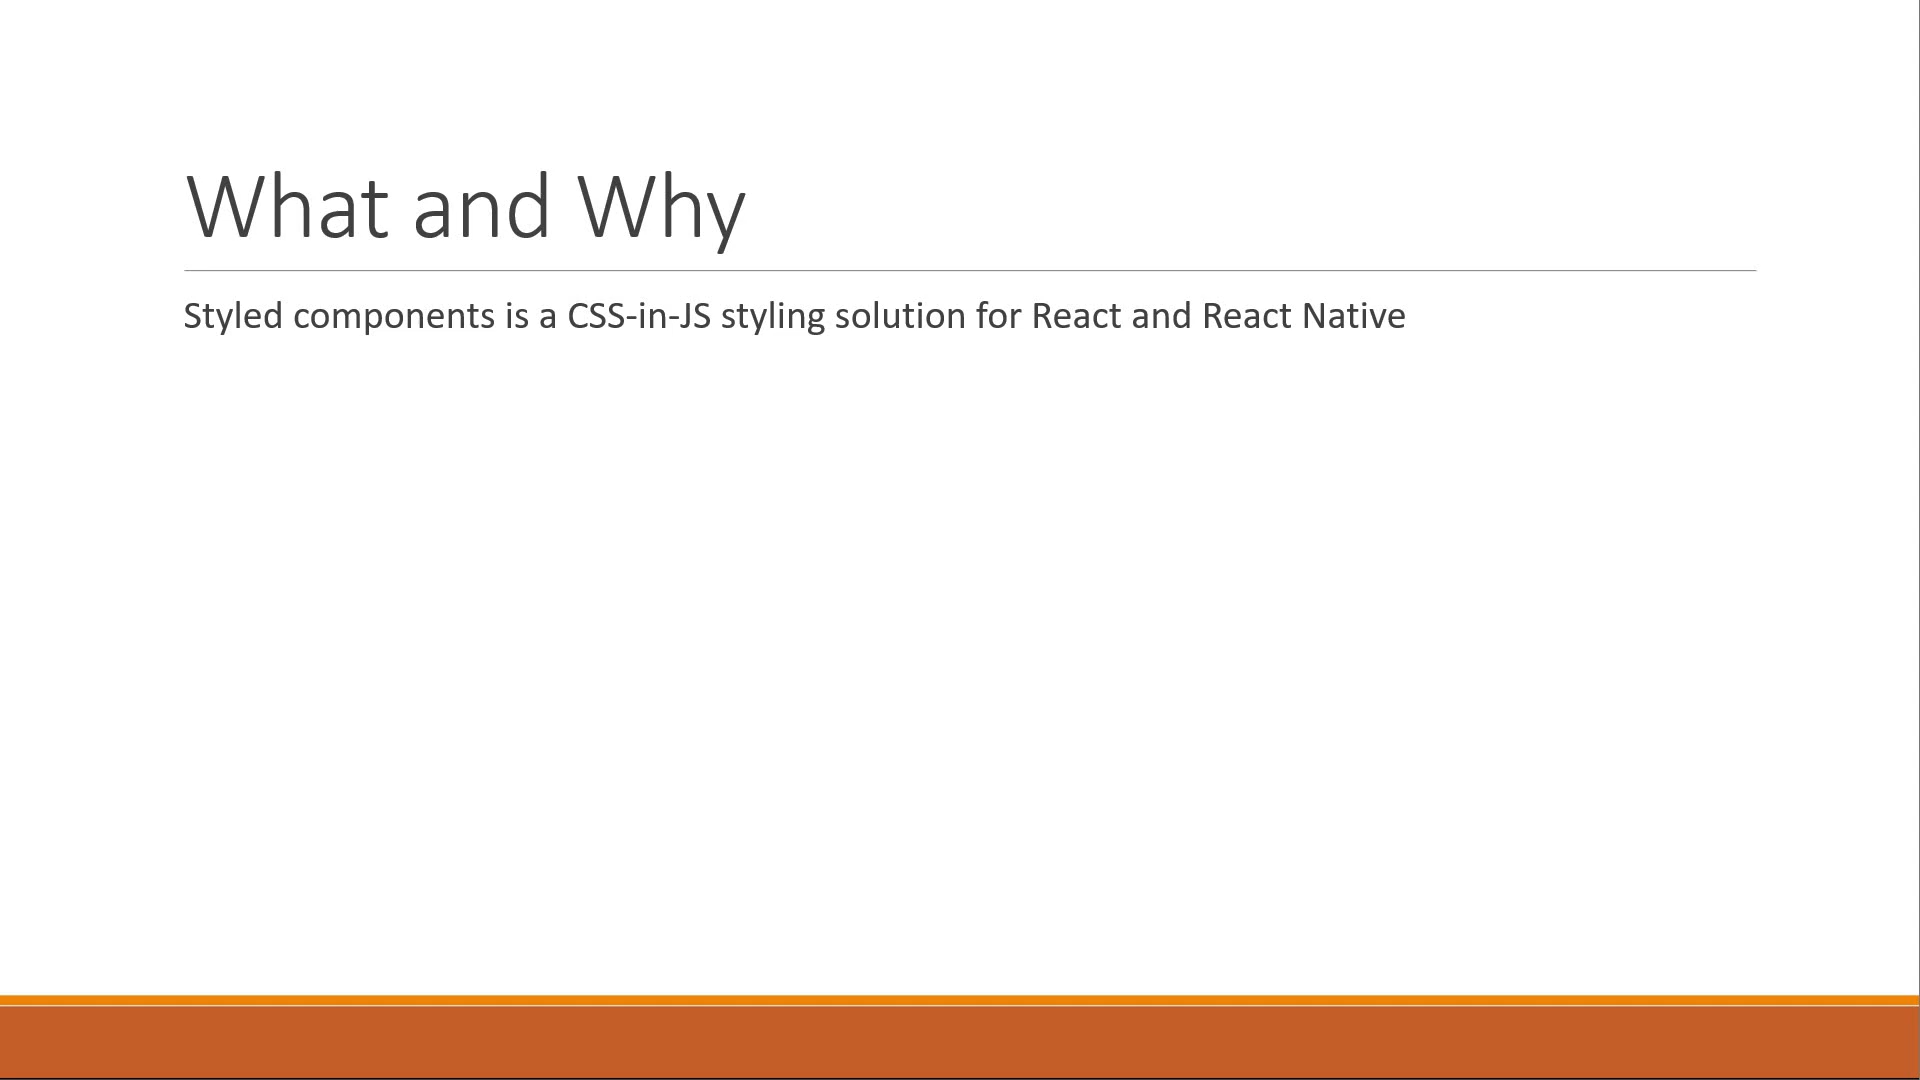 What and Why
Styled components is a CSS-in-JS styling solution for React and React Native